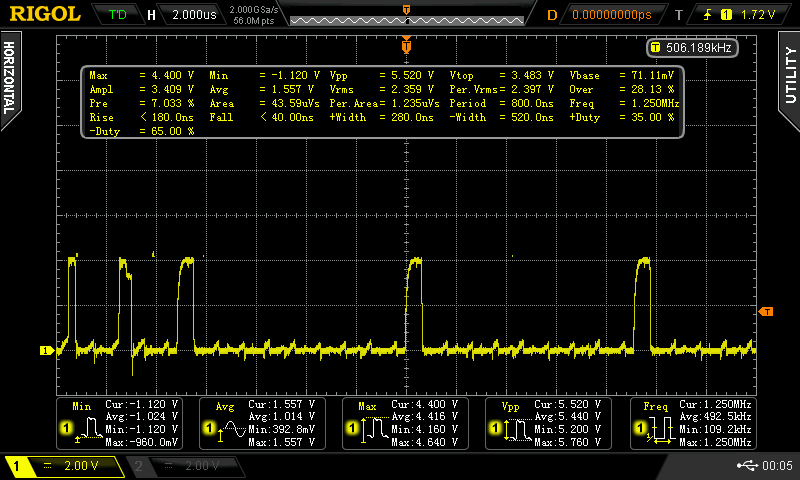 RIGOL T'D H 2.000us 2.000GSa/s 56.0M pts D 0.00000000ps T 1 1.72 V
HORIZONTAL
UTILITY
T 506.189kHz
Max = 4.400 V Min = -1.120 V Vpp = 5.520 V Vtop = 3.483 V Vbase = 71.11mV
Ampl = 3.409 V Avg = 1.557 V Vrms = 2.359 V Per.Vrms= 2.397 V Over = 28.13 %
Pre = 7.033 % Area = 43.59uVs Per.Area= 1.235uVs Period = 800.0ns Freq = 1.250MHz
Rise < 180.0ns Fall < 40.00ns +Width = 280.0ns -Width = 520.0ns +Duty = 35.00 %
-Duty = 65.00 %
T
T
1
Min Cur:-1.120 V
Avg:-1.024 V
1 Min:-1.120 V
Max:-960.0mV
Avg Cur:1.557 V
Avg:1.014 V
1 Min:392.8mV
Max:1.557 V
Max Cur:4.400 V
Avg:4.416 V
1 Min:4.160 V
Max:4.640 V
Vpp Cur:5.520 V
Avg:5.440 V
1 Min:5.200 V
Max:5.760 V
Freq Cur:1.250MHz
Avg:492.5kHz
1 Min:109.2kHz
Max:1.250MHz
1 = 2.00 V 2 = 2.00 V 00:05